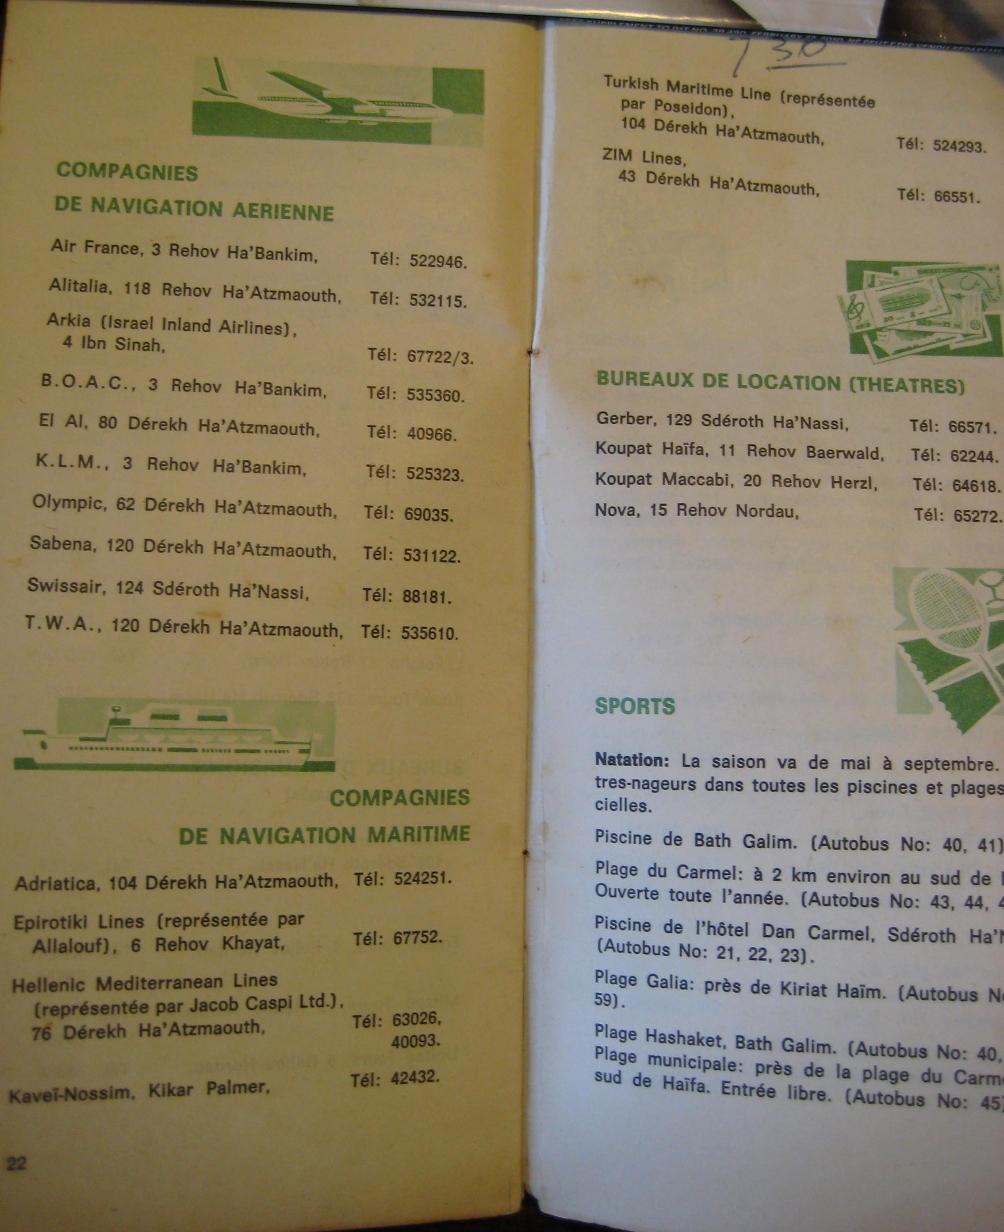 COMPAGNIES
DE NAVIGATION AERIENNE
Air France, 3 Rehov Ha'Bankim, Tél: 522946.
Alitalia, 118 Rehov Ha'Atzmaouth, Tél: 532115.
Arkia (Israel Inland Airlines),
4 Ibn Sinah, Tél: 67722/3.
B.O.A.C., 3 Rehov Ha'Bankim, Tél: 535360.
El Al, 80 Dérekh Ha'Atzmaouth, Tél: 40966.
K.L.M., 3 Rehov Ha'Bankim, Tél: 525323.
Olympic, 62 Dérekh Ha'Atzmaouth, Tél: 69035.
Sabena, 120 Dérekh Ha'Atzmaouth, Tél: 531122.
Swissair, 124 Sdéroth Ha'Nassi, Tél: 88181.
T.W.A., 120 Dérekh Ha'Atzmaouth, Tél: 535610.
COMPAGNIES
DE NAVIGATION MARITIME
Adriatica, 104 Dérekh Ha'Atzmaouth, Tél: 524251.
Epirotiki Lines (représentée par
Allalouf), 6 Rehov Khayat, Tél: 67752.
Hellenic Mediterranean Lines
(représentée par Jacob Caspi Ltd.),
76 Dérekh Ha'Atzmaouth, Tél: 63026,
40093.
Kaveï-Nossim, Kikar Palmer, Tél: 42432.
22
730
Turkish Maritime Line (représentée
par Poseidon),
104 Dérekh Ha'Atzmaouth, Tél: 524293.
ZIM Lines,
43 Dérekh Ha'Atzmaouth, Tél: 66551.
BUREAUX DE LOCATION (THEATRES)
Gerber, 129 Sdéroth Ha'Nassi, Tél: 66571.
Koupat Haïfa, 11 Rehov Baerwald, Tél: 62244.
Koupat Maccabi, 20 Rehov Herzl, Tél: 64618.
Nova, 15 Rehov Nordau, Tél: 65272.
SPORTS
Natation: La saison va de mai à septembre.
tres-nageurs dans toutes les piscines et plages
cielles.
Piscine de Bath Galim. (Autobus No: 40, 41)
Plage du Carmel: à 2 km environ au sud de
Ouverte toute l'année. (Autobus No: 43, 44,
Piscine de l'hôtel Dan Carmel, Sdéroth
(Autobus No: 21, 22, 23).
Plage Galia: près de Kiriat Haïm. (Autobus
59).
Plage Hashaket, Bath Galim. (Autobus No: 40,
Plage municipale: près de la plage du
sud de Haïfa. Entrée libre. (Autobus No: 45)